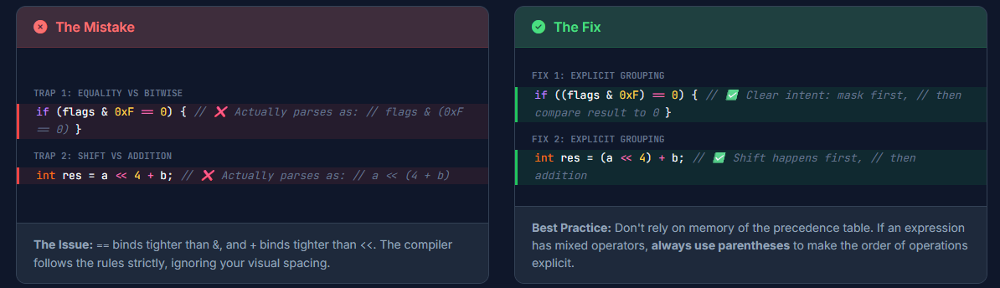 The Mistake
TRAP 1: EQUALITY VS BITWISE
if (flags & 0xF == 0) { // ❌ Actually parses as: // flags & (0xF
== 0) }
TRAP 2: SHIFT VS ADDITION
int res = a << 4 + b; // ❌ Actually parses as: // a << (4 + b)
The Issue: == binds tighter than &, and + binds tighter than <<. The compiler
follows the rules strictly, ignoring your visual spacing.
The Fix
FIX 1: EXPLICIT GROUPING
if ((flags & 0xF) == 0) { // ✅ Clear intent: mask first, // then
compare result to 0 }
FIX 2: EXPLICIT GROUPING
int res = (a << 4) + b; // ✅ Shift happens first, // then
addition
Best Practice: Don't rely on memory of the precedence table. If an expression
has mixed operators, always use parentheses to make the order of operations
explicit.